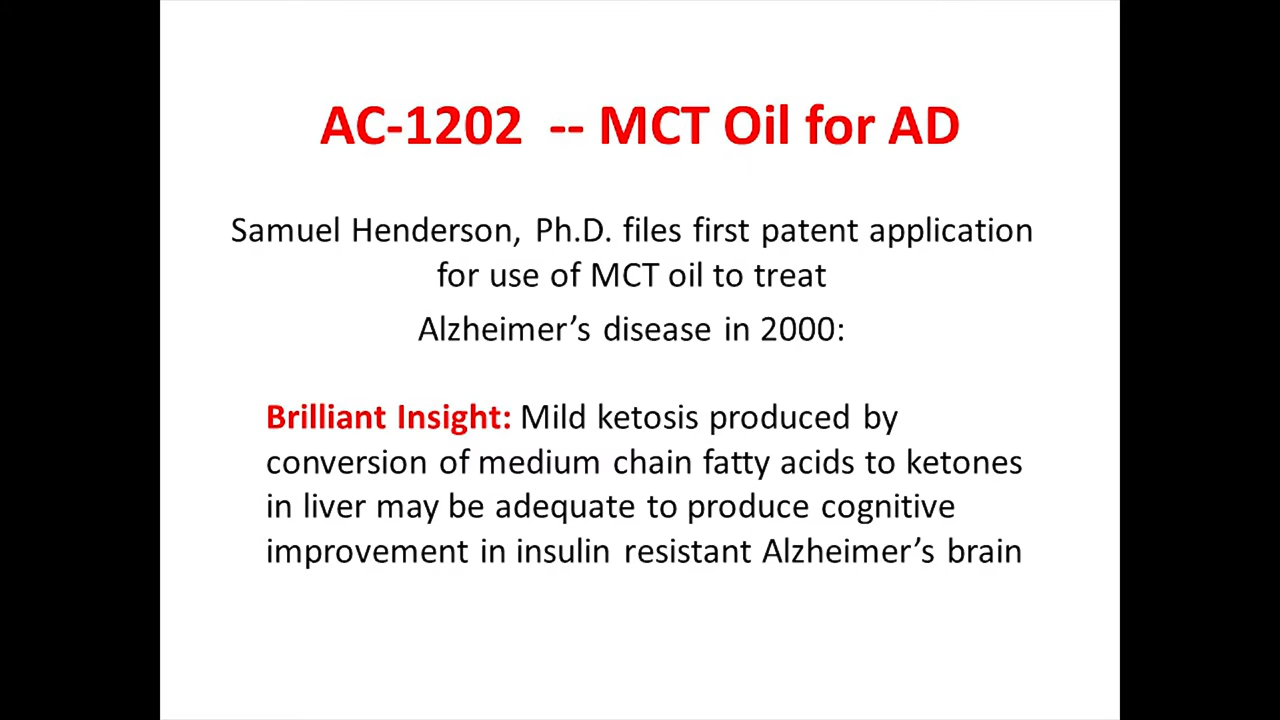 AC-1202 -- MCT Oil for AD
Samuel Henderson, Ph.D. files first patent application
for use of MCT oil to treat
Alzheimer’s disease in 2000:
Brilliant Insight: Mild ketosis produced by
conversion of medium chain fatty acids to ketones
in liver may be adequate to produce cognitive
improvement in insulin resistant Alzheimer’s brain